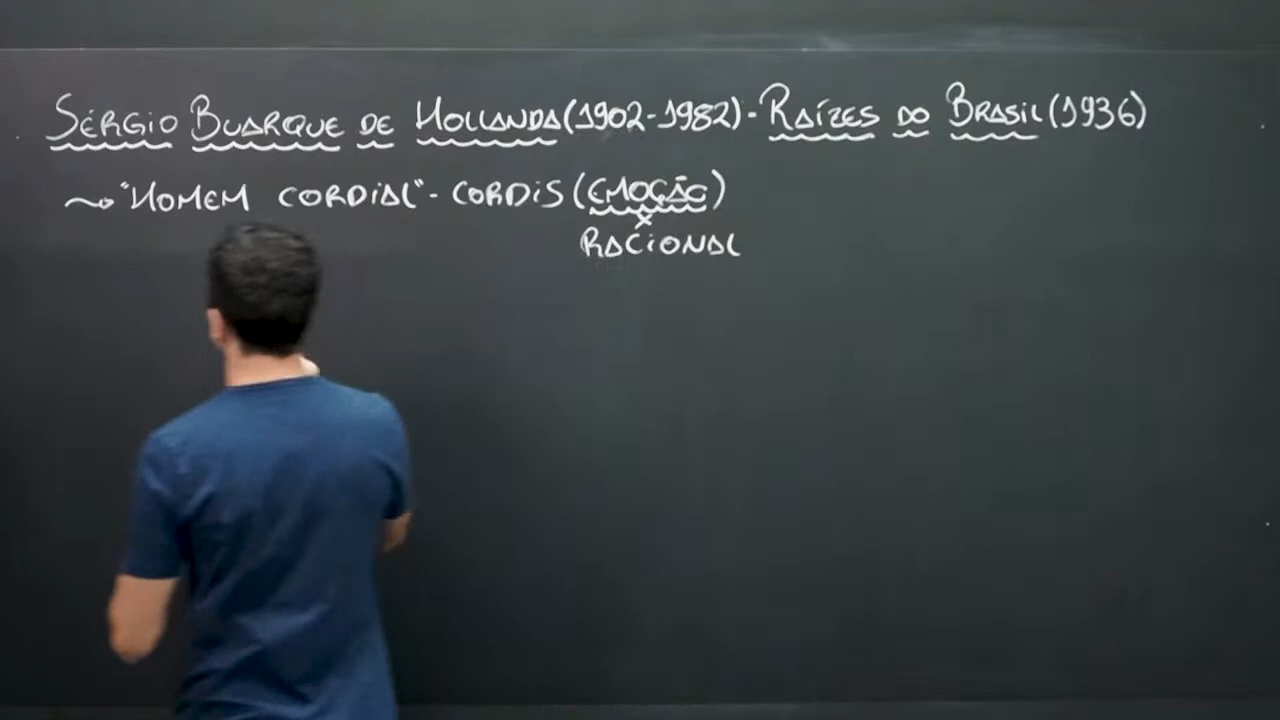 SÉRGIO BUARQUE DE HOLLANDA (1902-1982) - RAÍZES DO BRASIL (1936)
"HOMEM CORDIAL" - CORDIS (EMOÇÃO)
X
RACIONAL